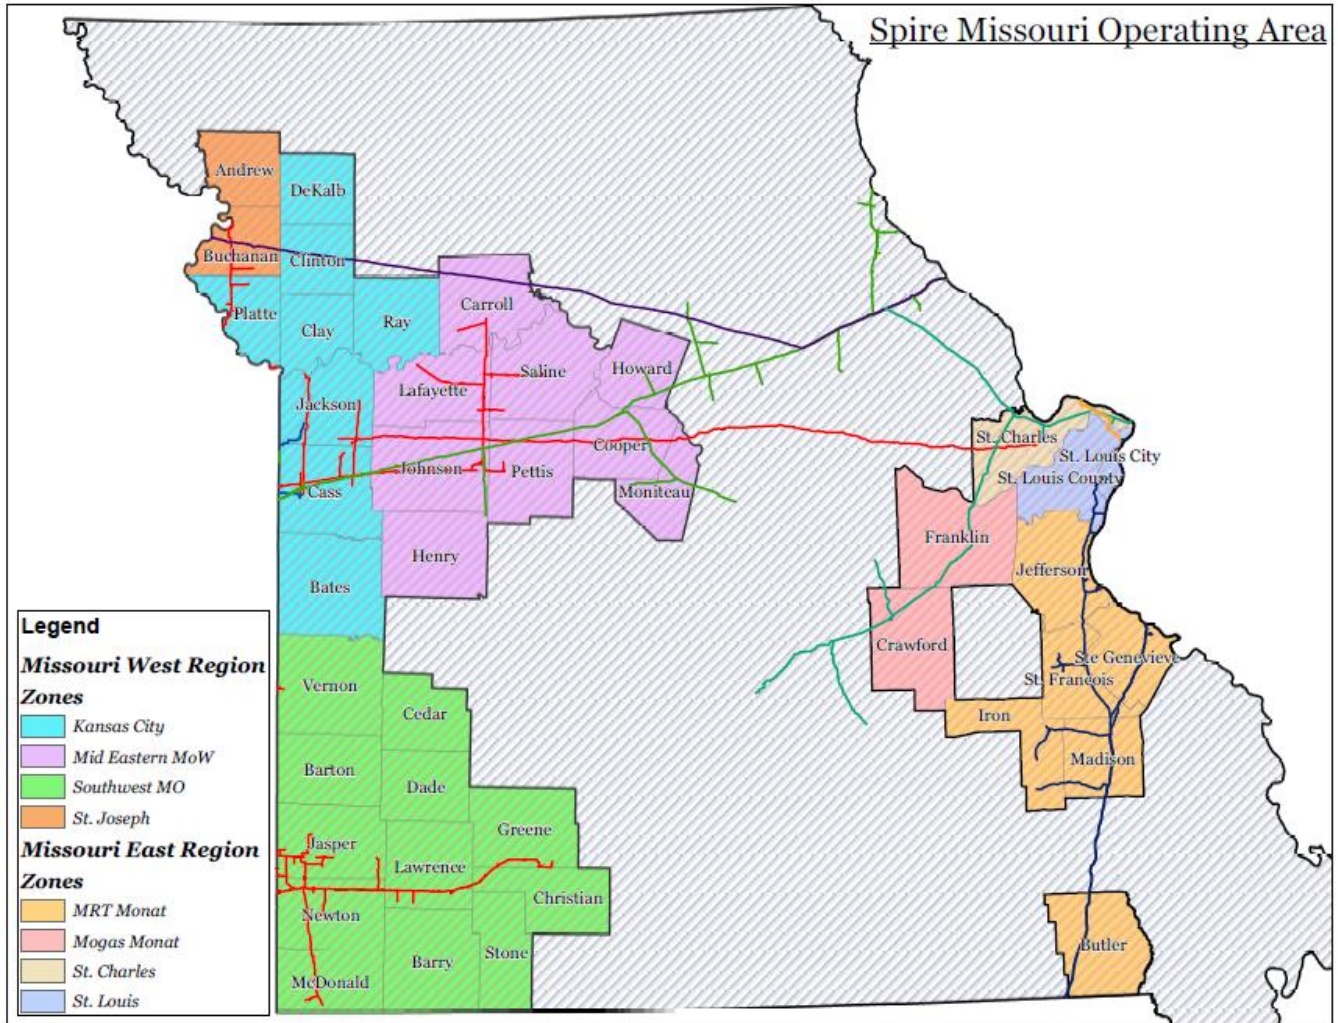 Spire Missouri Operating Area
Andrew
DeKalb
Buchanan
Clinton
Platte
Clay
Ray
Carroll
Jackson
Lafayette
Saline
Howard
Cass
Johnson
Pettis
Cooper
Moniteau
Henry
Bates
St. Charles
St. Louis City
St. Louis County
Franklin
Jefferson
Crawford
Ste Genevieve
St. Francois
Iron
Madison
Butler
Vernon
Cedar
Barton
Dade
Jasper
Lawrence
Greene
Christian
Newton
Barry
Stone
McDonald
Legend
Missouri West Region
Zones
Kansas City
Mid Eastern MoW
Southwest MO
St. Joseph
Missouri East Region
Zones
MRT Monat
Mogas Monat
St. Charles
St. Louis